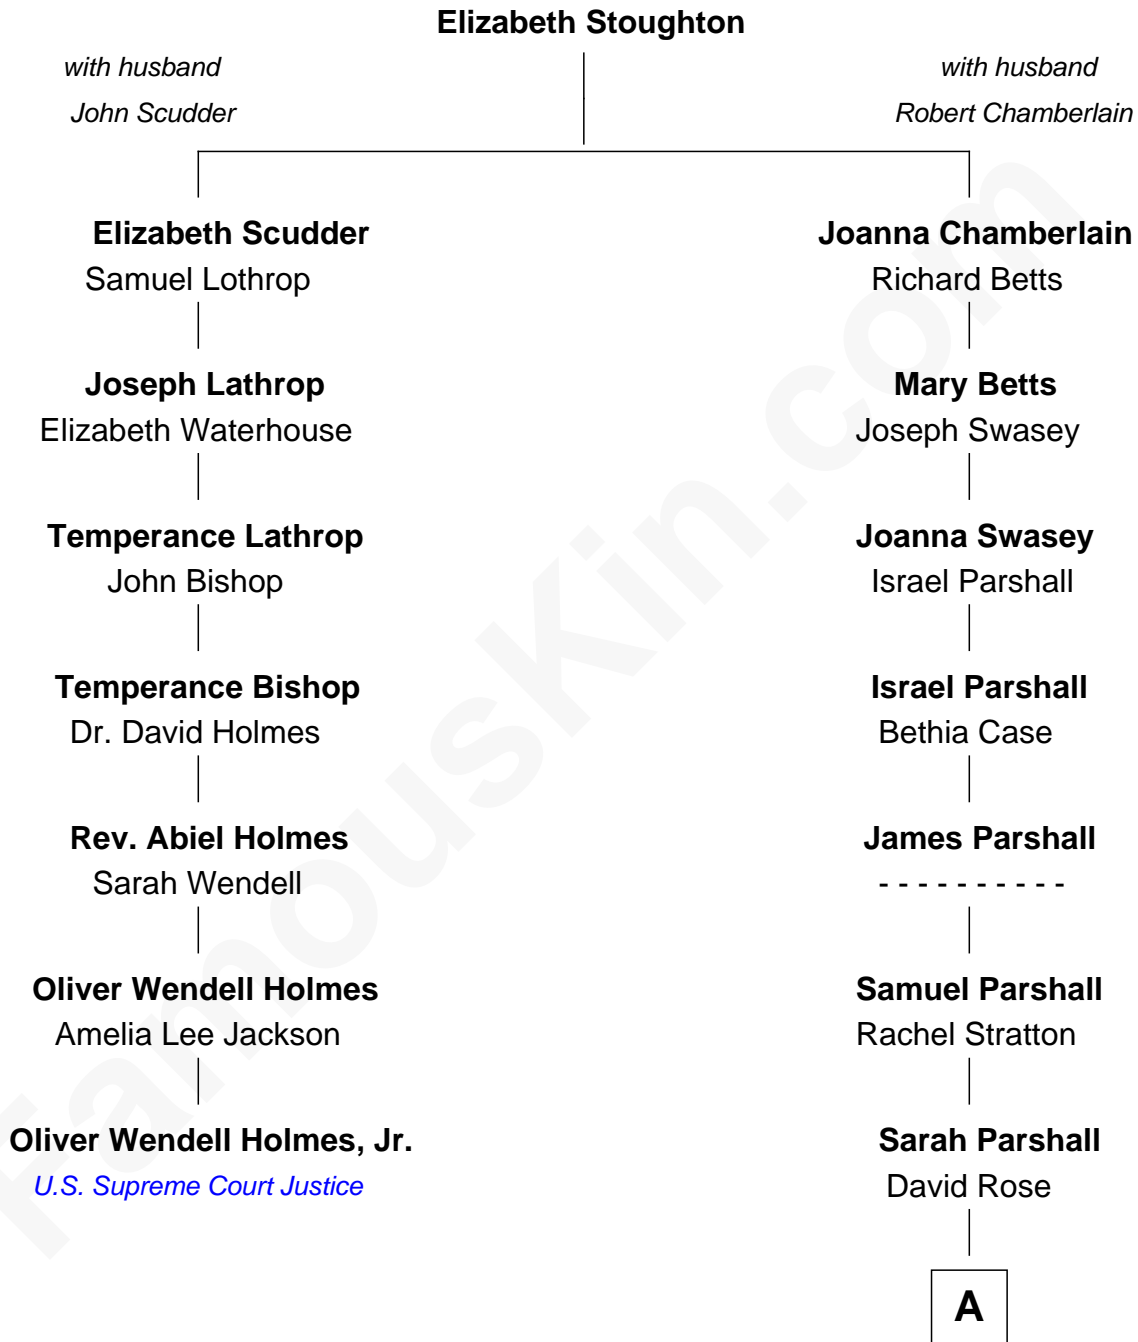 Elizabeth Stoughton
with husband
John Scudder
with husband
Robert Chamberlain
Elizabeth Scudder
Samuel Lothrop
Joanna Chamberlain
Richard Betts
Joseph Lathrop
Elizabeth Waterhouse
Mary Betts
Joseph Swasey
Temperance Lathrop
John Bishop
Joanna Swasey
Israel Parshall
Temperance Bishop
Dr. David Holmes
Israel Parshall
Bethia Case
Rev. Abiel Holmes
Sarah Wendell
James Parshall
- - - - - - - - - -
Oliver Wendell Holmes
Amelia Lee Jackson
Samuel Parshall
Rachel Stratton
Oliver Wendell Holmes, Jr.
U.S. Supreme Court Justice
Sarah Parshall
David Rose
A
FamousKin.com